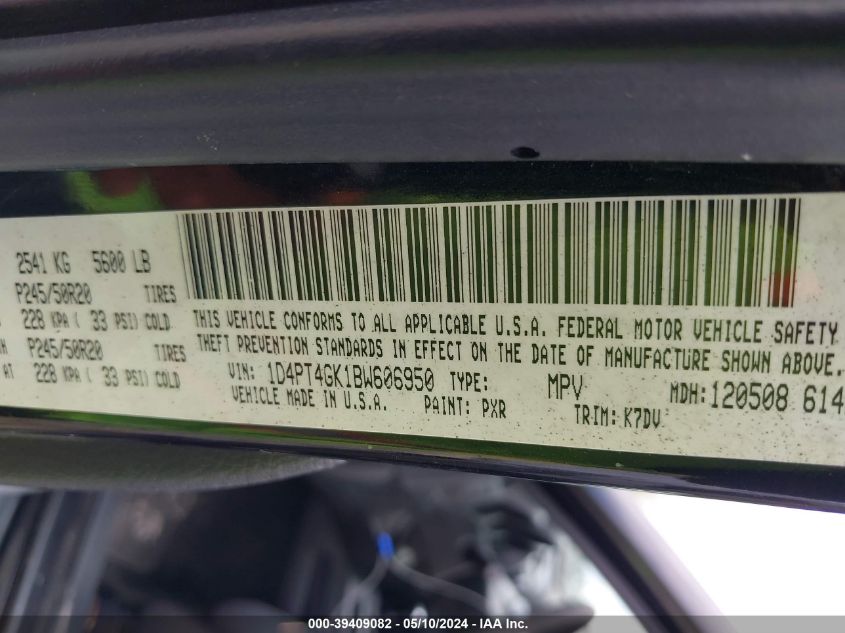 2541 KG 5600 LB
P245/50R20 TIRES
228 KPA ( 33 PSI) COLD
P245/50R20 TIRES
AT 228 KPA ( 33 PSI) COLD
THIS VEHICLE CONFORMS TO ALL APPLICABLE U.S.A. FEDERAL MOTOR VEHICLE SAFETY
THEFT PREVENTION STANDARDS IN EFFECT ON THE DATE OF MANUFACTURE SHOWN ABOVE.
VIN: 1D4PT4GK1BW606950 TYPE: MPV MDH: 120508 614
VEHICLE MADE IN U.S.A. PAINT: PXR TRIM: K7DV
000-39409082 - 05/10/2024 - IAA Inc.